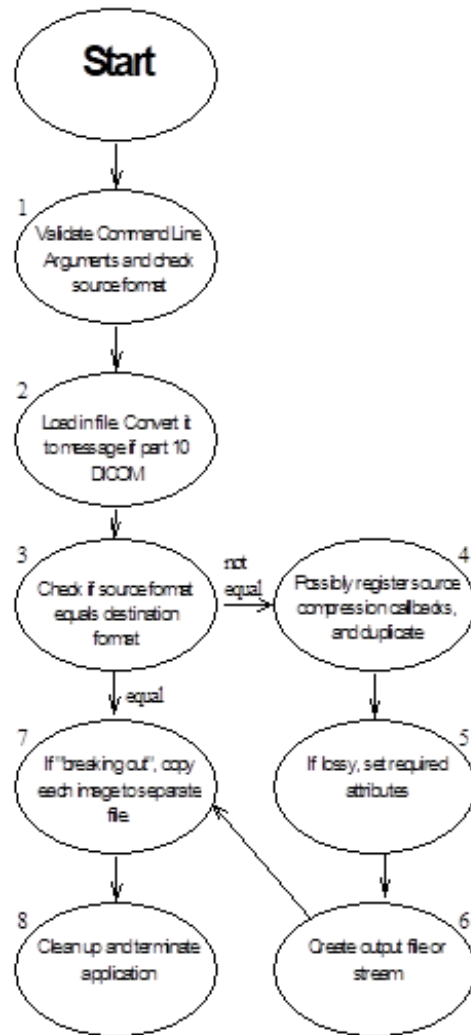 Start
1
Validate Command Line
Arguments and check
source format
2
Load in file. Convert it
to message if part 10
DICOM
3
Check if source format
equals destination
format
not
equal
4
Possibly register source
compression callbacks,
and duplicate
equal
5
If lossy, set required
attributes
7
If "breaking out", copy
each image to separate
file.
6
Create output file or
stream
8
Clean up and terminate
application